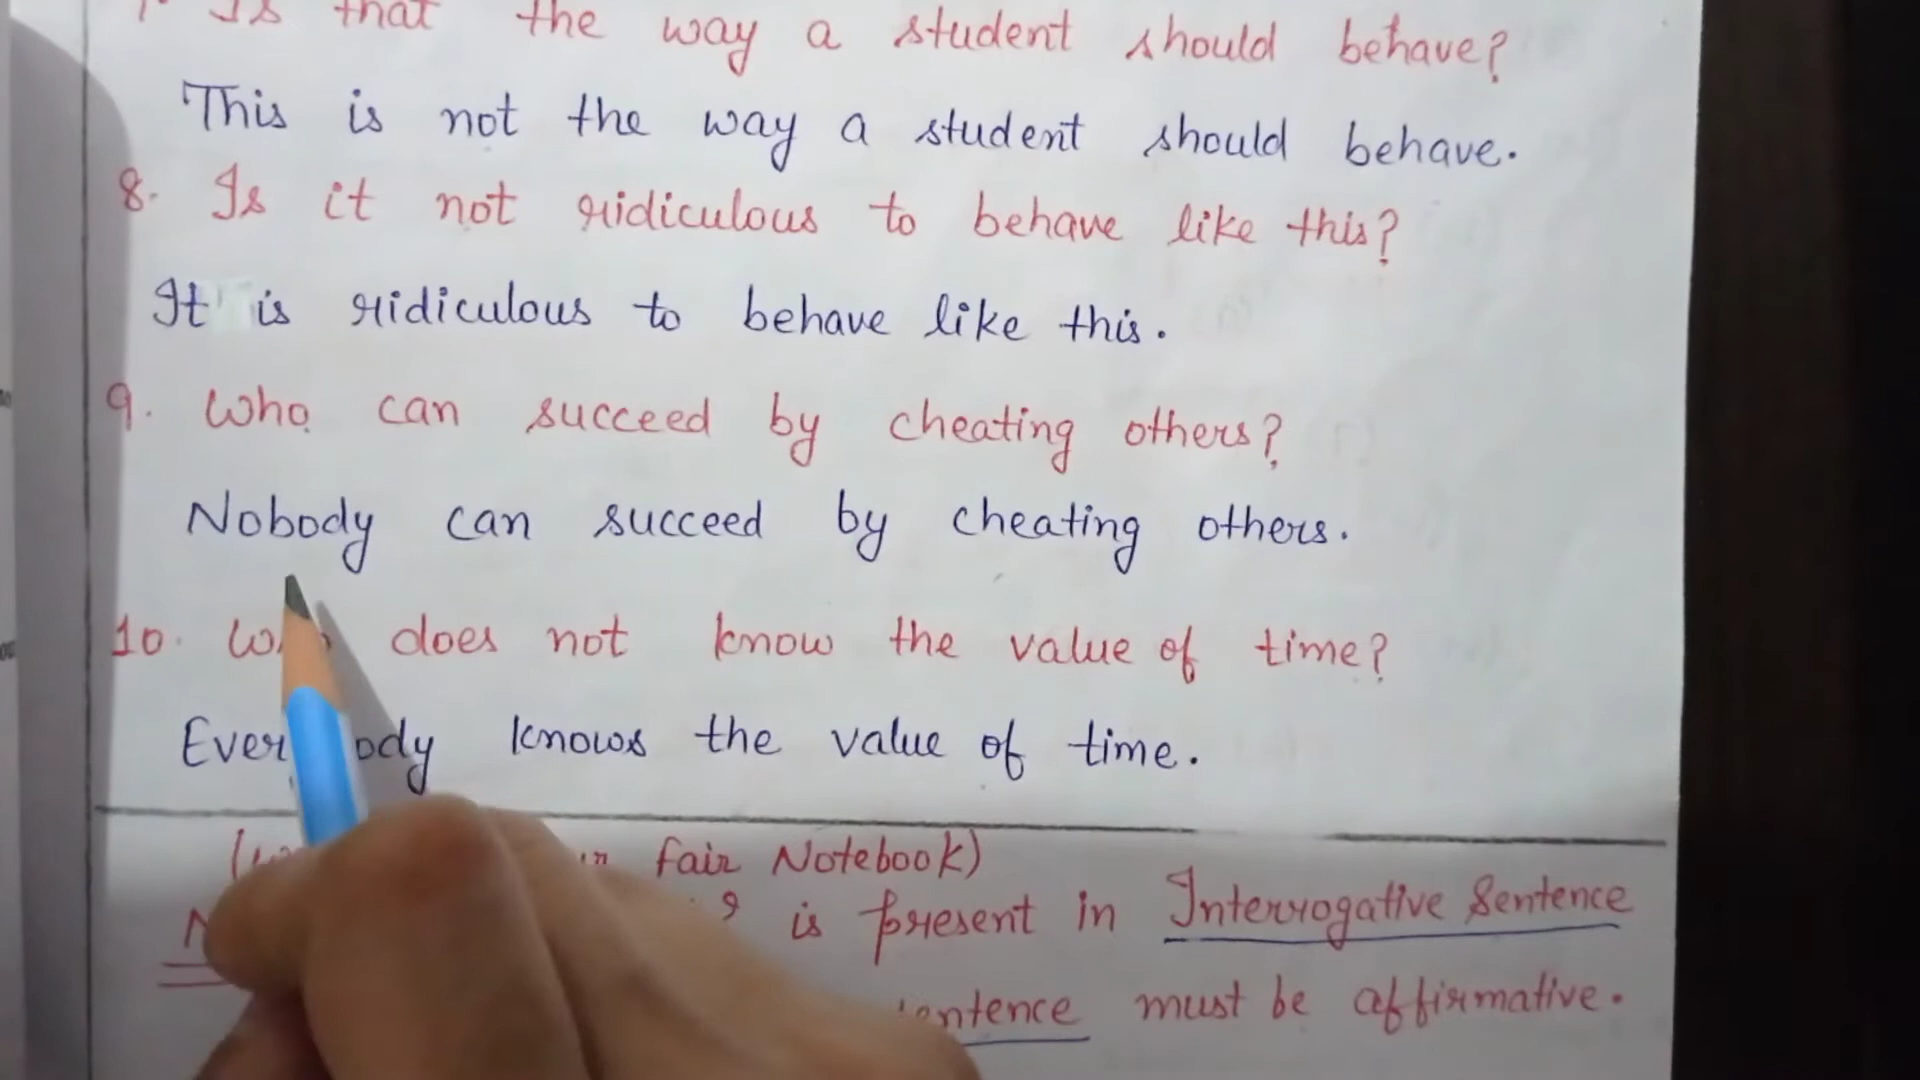 Is that the way a student should behave?
This is not the way a student should behave.
8. Is it not ridiculous to behave like this?
It is ridiculous to behave like this.
9. Who can succeed by cheating others?
Nobody can succeed by cheating others.
10. does not know the value of time?
knows the value of time.
fair Notebook)
is present in Interrogative Sentence
must be affirmative.